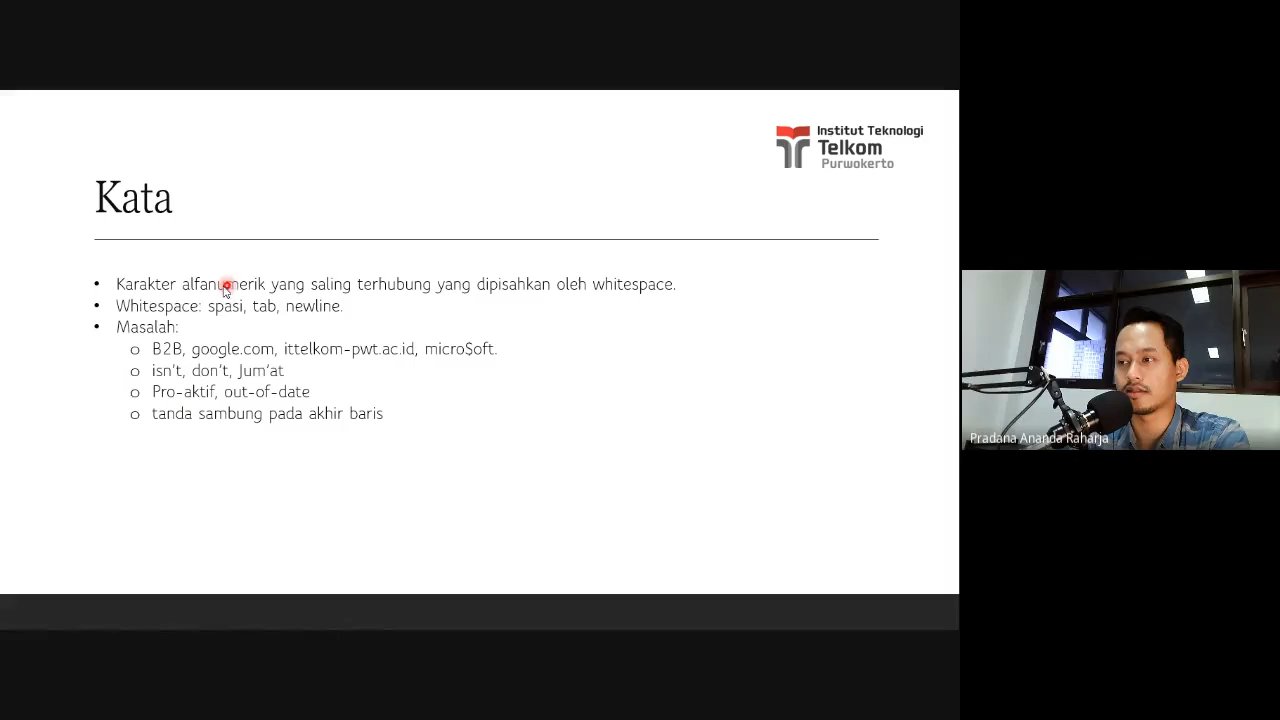 Institut Teknologi
Telkom
Purwokerto
Kata
• Karakter alfanumerik yang saling terhubung yang dipisahkan oleh whitespace.
• Whitespace: spasi, tab, newline.
• Masalah:
o B2B, google.com, ittelkom-pwt.ac.id, micro$oft.
o isn't, don't, Jum'at
o Pro-aktif, out-of-date
o tanda sambung pada akhir baris
Pradana Ananda Raharja